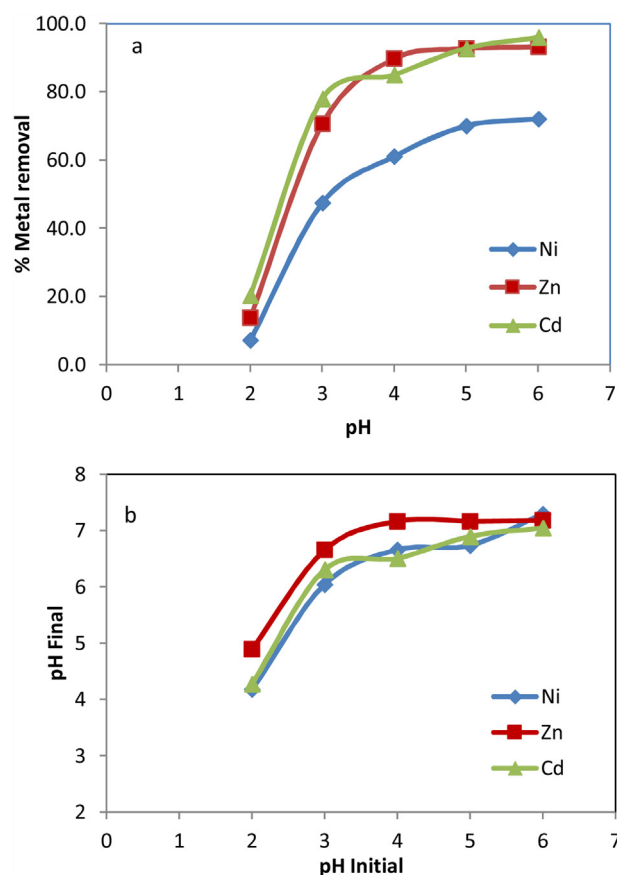 a
100.0
80.0
60.0
40.0
20.0
0.0
% Metal removal
Ni
Zn
Cd
0 1 2 3 4 5 6 7
pH
b
8
7
6
5
4
3
2
pH Final
Ni
Zn
Cd
0 1 2 3 4 5 6 7
pH Initial